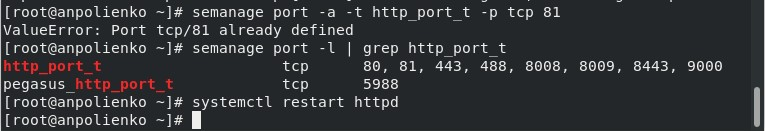 [root@anpolienko ~]# semanage port -a -t http_port_t -p tcp 81
ValueError: Port tcp/81 already defined
[root@anpolienko ~]# semanage port -l | grep http_port_t
http_port_t                    tcp      80, 81, 443, 488, 8008, 8009, 8443, 9000
pegasus_http_port_t            tcp      5988
[root@anpolienko ~]# systemctl restart httpd
[root@anpolienko ~]#